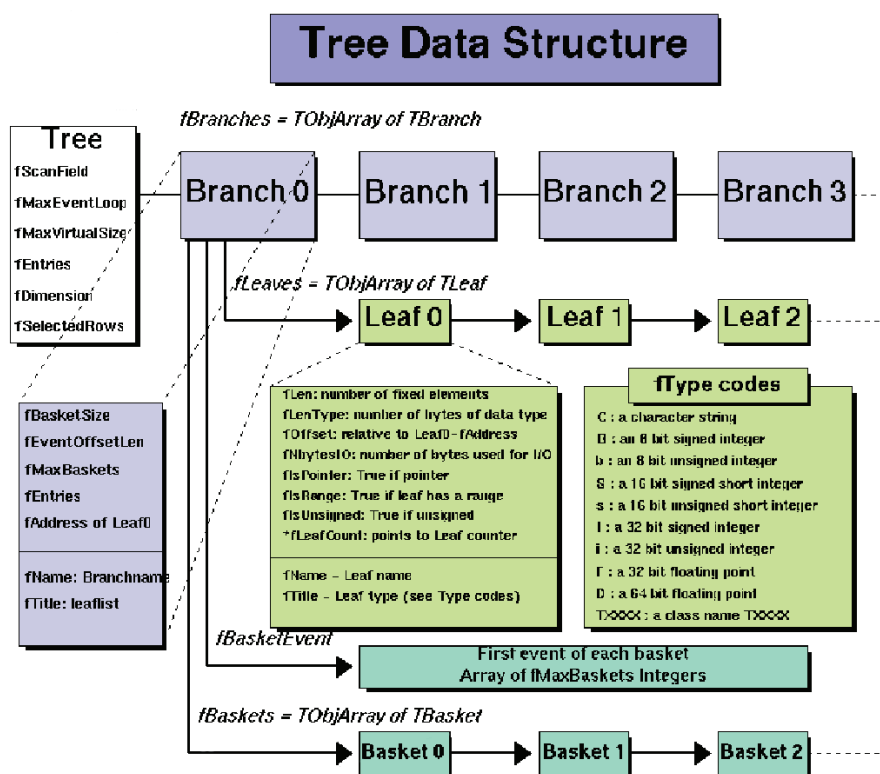 Tree Data Structure
fBranches = TObjArray of TBranch
Tree
fScanField
fMaxEventLoop
fMaxVirtualSize
fEntries
fDimension
fSelectedRows
Branch 0
Branch 1
Branch 2
Branch 3
fLeaves = TObjArray of TLeaf
Leaf 0
Leaf 1
Leaf 2
fBasketSize
fEventOffsetLen
fMaxBaskets
fEntries
fAddress of Leaf0
fName: Branchname
fTitle: leaflist
fLen: number of fixed elements
fLenType: number of bytes of data type
fOffset: relative to Leaf0-fAddress
fNbytesIO: number of bytes used for I/O
fIsPointer: True if pointer
fIsRange: True if leaf has a range
fIsUnsigned: True if unsigned
*fLeafCount: points to Leaf counter
fName - Leaf name
fTitle - Leaf type (see Type codes)
fType codes
C : a character string
B : an 8 bit signed integer
b : an 8 bit unsigned integer
S : a 16 bit signed short integer
s : a 16 bit unsigned short integer
I : a 32 bit signed integer
i : a 32 bit unsigned integer
F : a 32 bit floating point
D : a 64 bit floating point
TXXXX : a class name TXXXX
fBasketEvent
First event of each basket
Array of fMaxBaskets Integers
fBaskets = TObjArray of TBasket
Basket 0
Basket 1
Basket 2